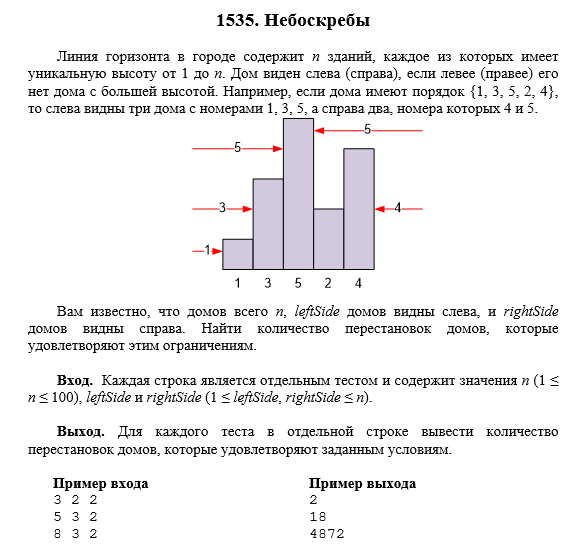 1535. Небоскребы
Линия горизонта в городе содержит n зданий, каждое из которых имеет
уникальную высоту от 1 до n. Дом виден слева (справа), если левее (правее) его
нет дома с большей высотой. Например, если дома имеют порядок {1, 3, 5, 2, 4},
то слева видны три дома с номерами 1, 3, 5, а справа два, номера которых 4 и 5.
5
5
3
4
1
1 3 5 2 4
Вам известно, что домов всего n, leftSide домов видны слева, и rightSide
домов видны справа. Найти количество перестановок домов, которые
удовлетворяют этим ограничениям.
Вход. Каждая строка является отдельным тестом и содержит значения n (1 ≤
n ≤ 100), leftSide и rightSide (1 ≤ leftSide, rightSide ≤ n).
Выход. Для каждого теста в отдельной строке вывести количество
перестановок домов, которые удовлетворяют заданным условиям.
Пример входа Пример выхода
3 2 2 2
5 3 2 18
8 3 2 4872